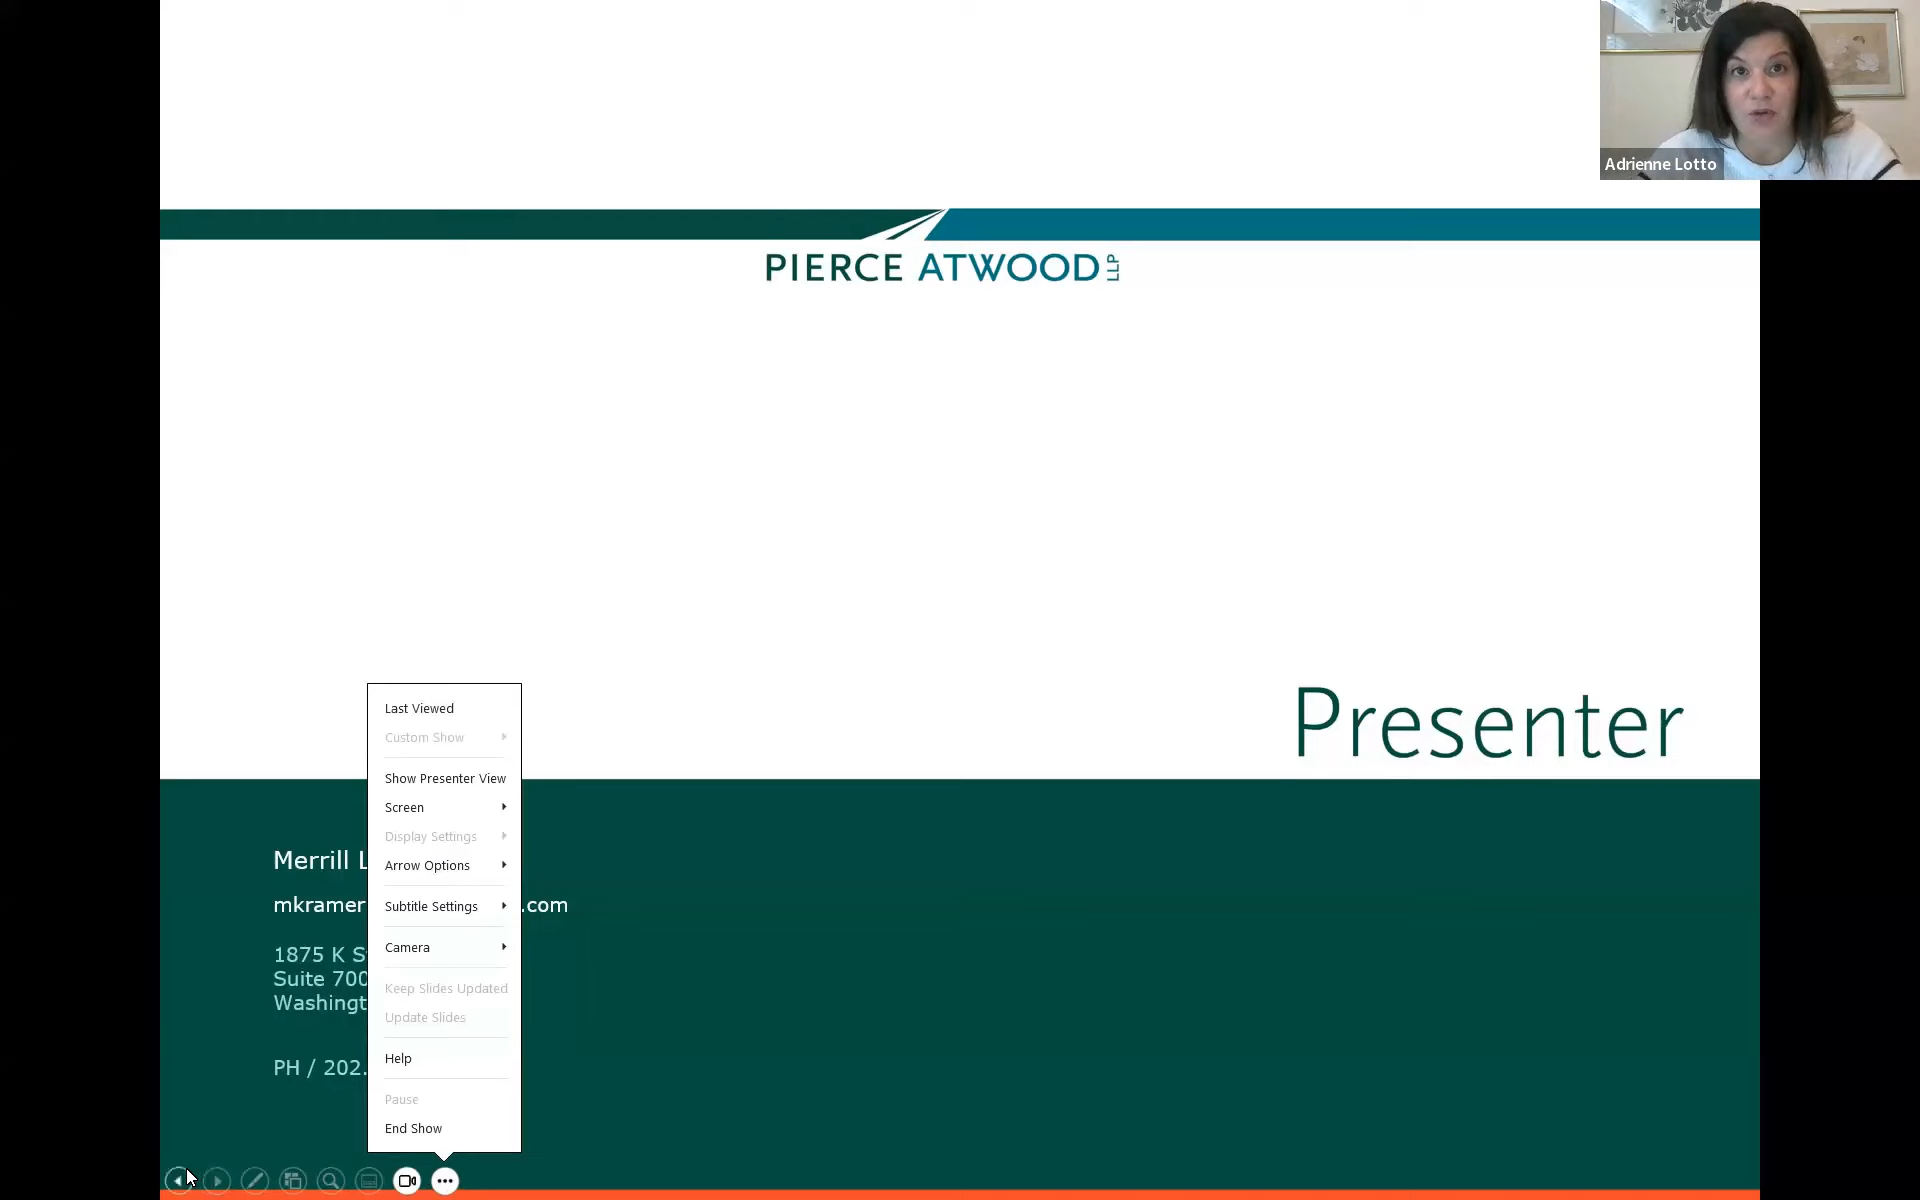 Adrienne Lotto
PIERCE ATWOOD LLP
Presenter
Last Viewed
Custom Show
Show Presenter View
Screen
Display Settings
Arrow Options
Subtitle Settings
Camera
Keep Slides Updated
Update Slides
Help
Pause
End Show
Merrill L
mkramer .com
1875 K S
Suite 700
Washingt
PH / 202.